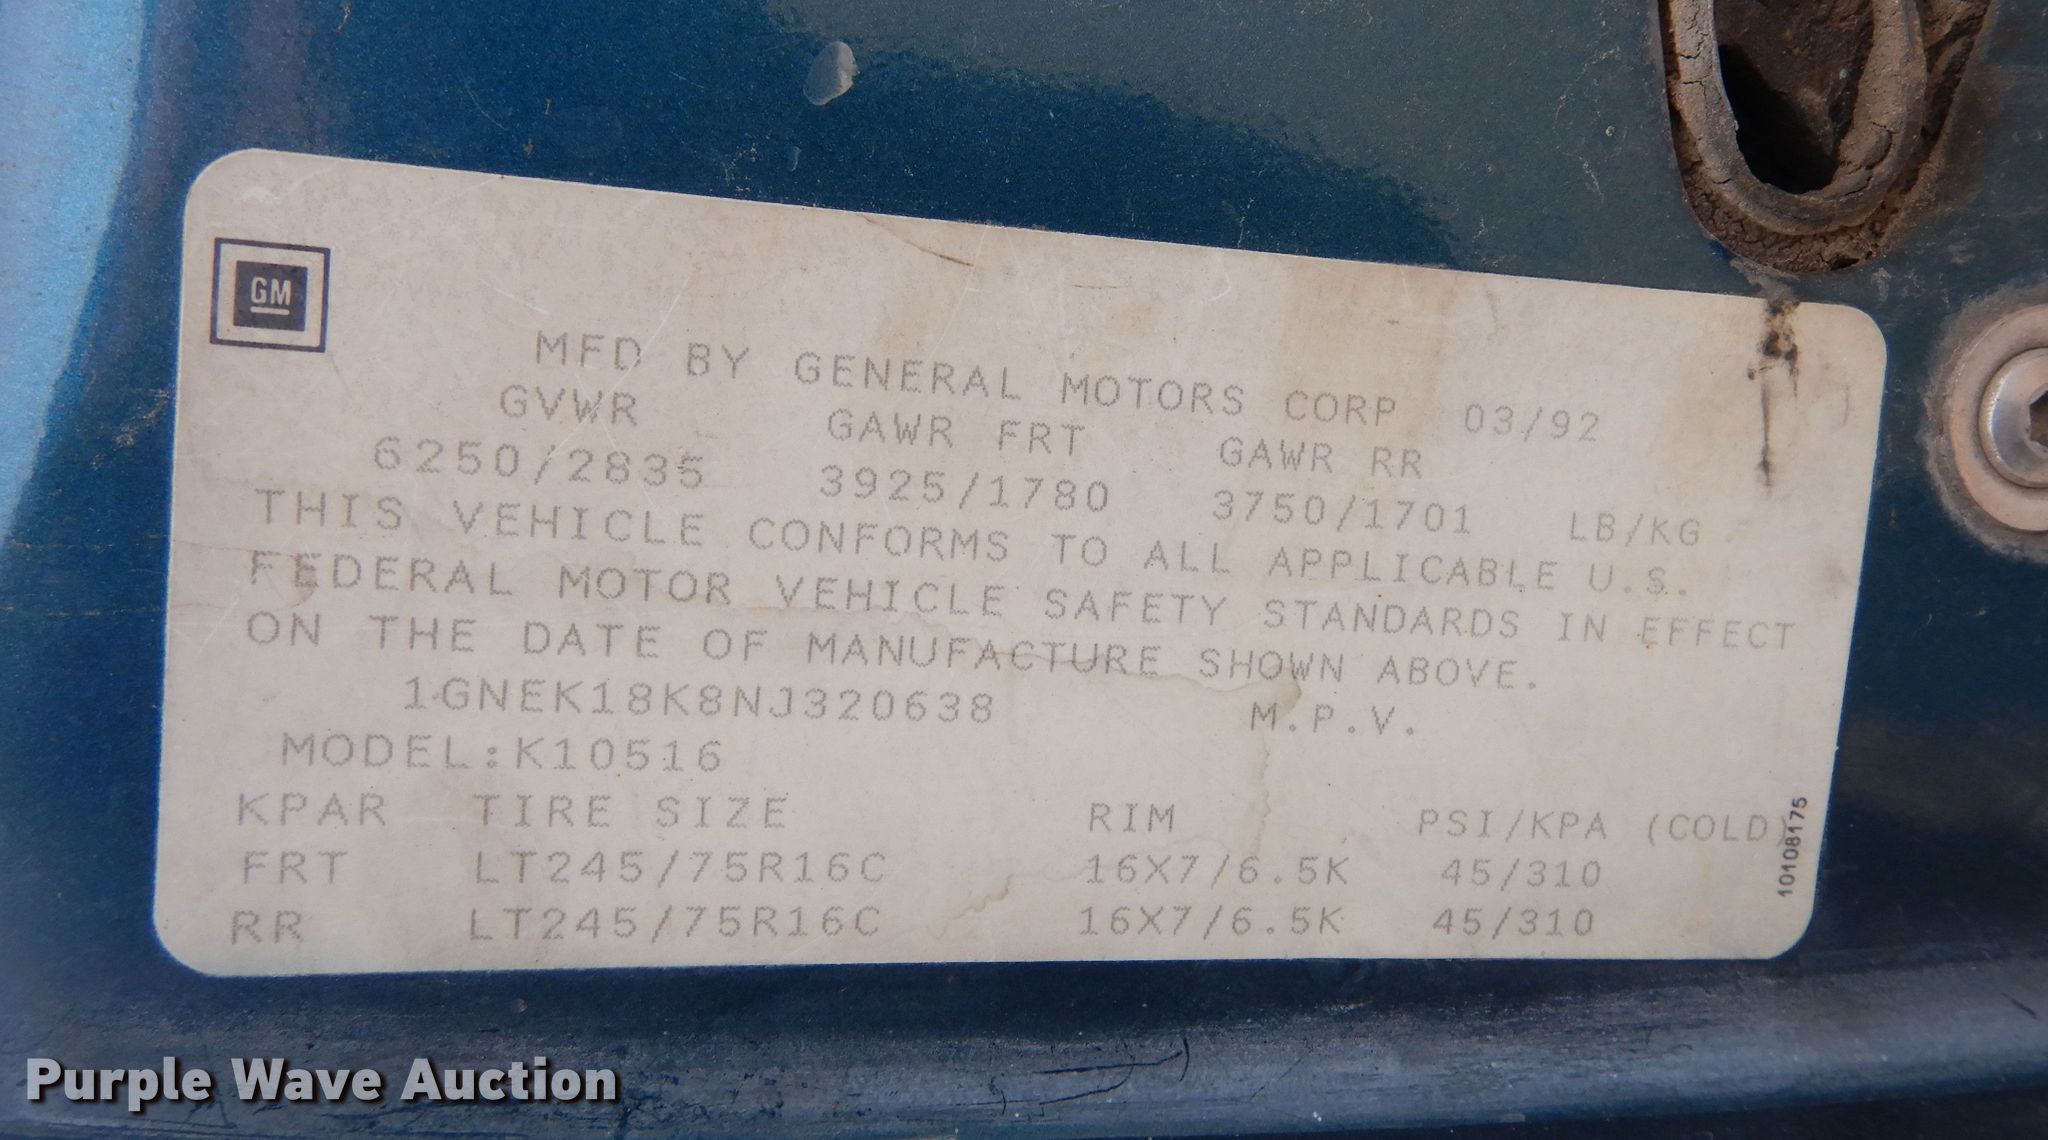 GM
MFD BY GENERAL MOTORS CORP 03/92
GVWR GAWR FRT GAWR RR
6250/2835 3925/1780 3750/1701 LB/KG
THIS VEHICLE CONFORMS TO ALL APPLICABLE U.S.
FEDERAL MOTOR VEHICLE SAFETY STANDARDS IN EFFECT
ON THE DATE OF MANUFACTURE SHOWN ABOVE.
1GNEK18K8NJ320638 M.P.V.
MODEL:K10516
KPAR TIRE SIZE RIM PSI/KPA (COLD)
FRT LT245/75R16C 16X7/6.5K 45/310
RR LT245/75R16C 16X7/6.5K 45/310
10108175
Purple Wave Auction